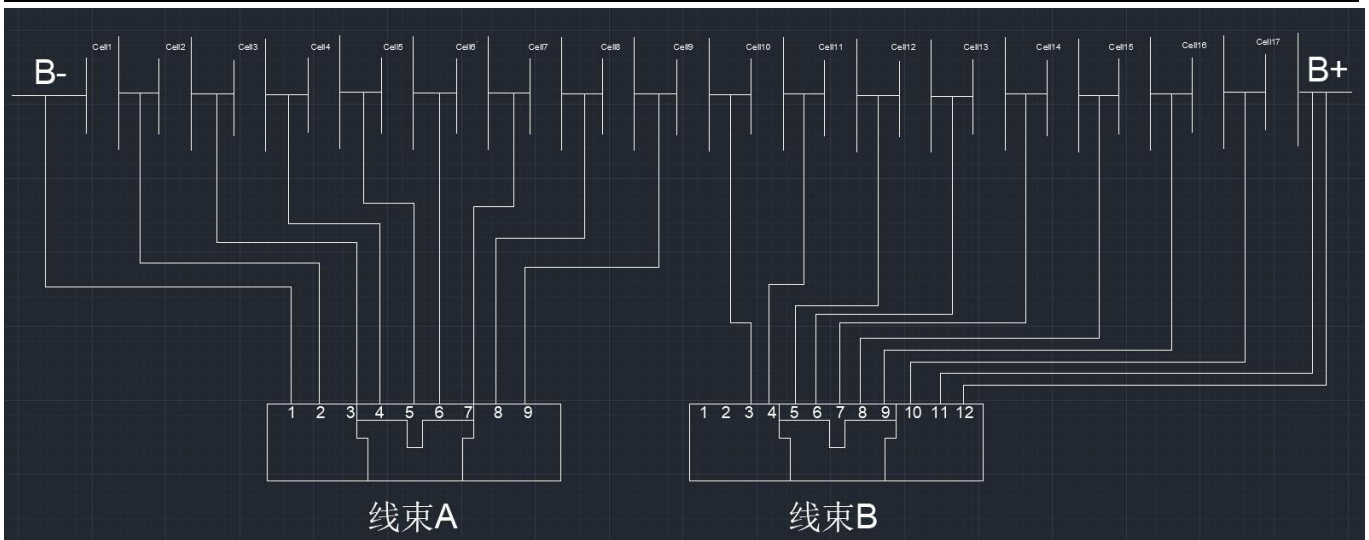 Cell1 Cell2 Cell3 Cell4 Cell5 Cell6 Cell7 Cell8 Cell9 Cell10 Cell11 Cell12 Cell13 Cell14 Cell15 Cell16 Cell17
B- B+
1 2 3 4 5 6 7 8 9 1 2 3 4 5 6 7 8 9 10 11 12
线束A 线束B